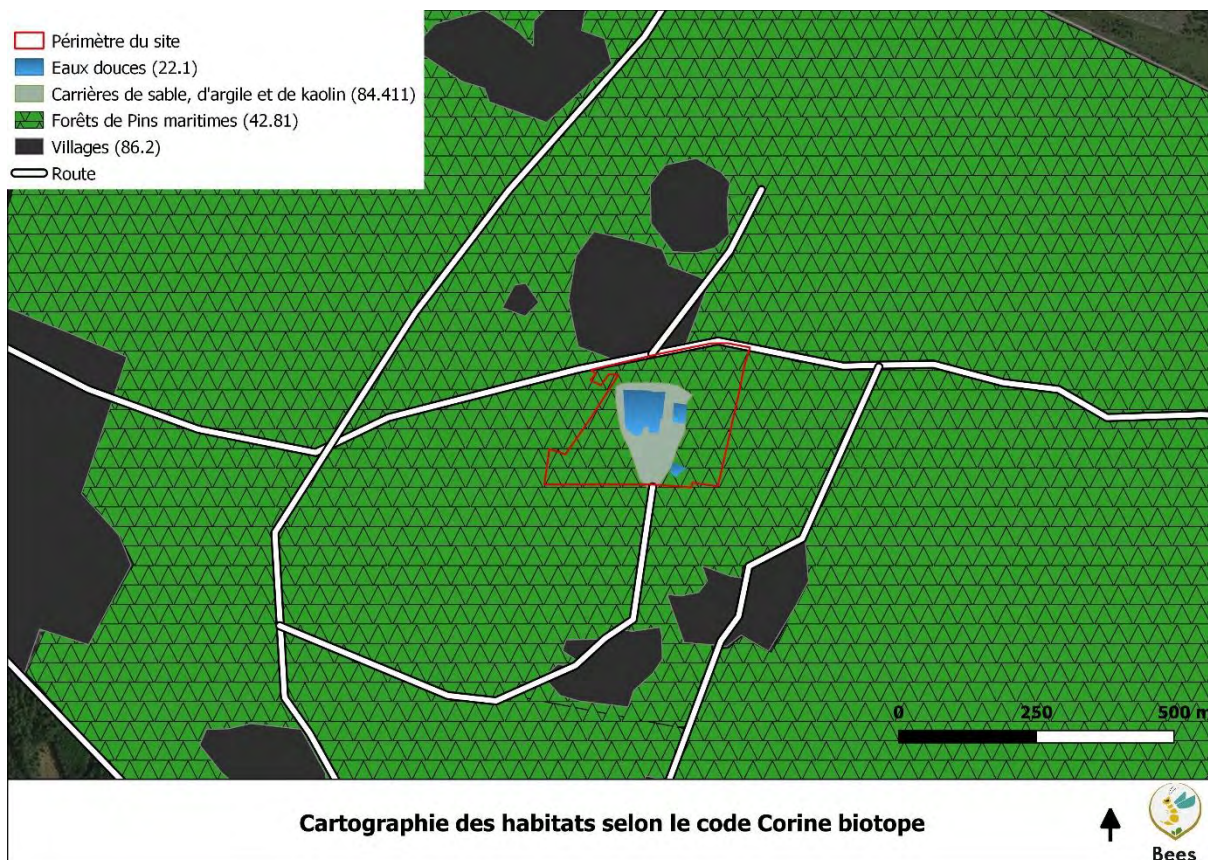 Périmètre du site
Eaux douces (22.1)
Carrières de sable, d'argile et de kaolin (84.411)
Forêts de Pins maritimes (42.81)
Villages (86.2)
Route
0 250 500 m
Cartographie des habitats selon le code Corine biotope
Bees